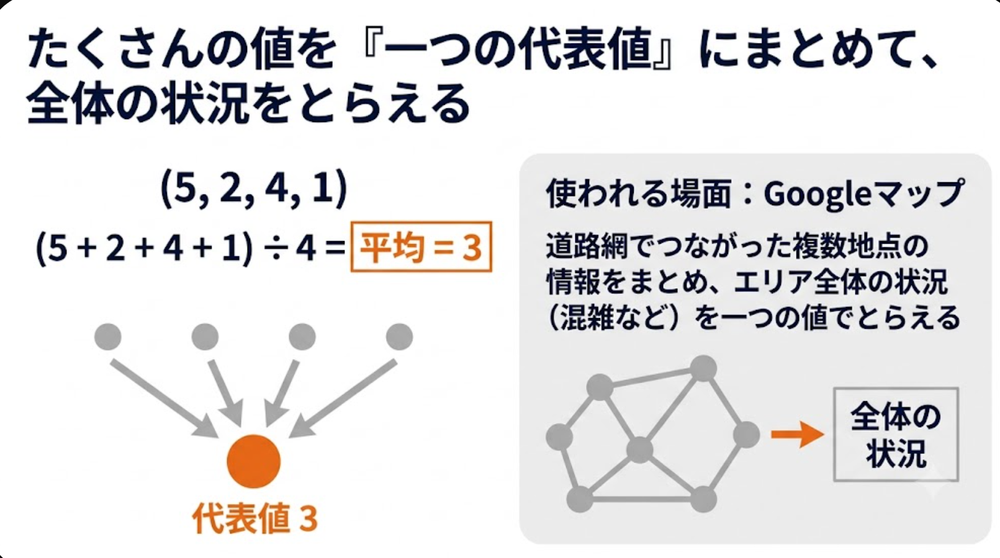 たくさんの値を『一つの代表値』にまとめて、
全体の状況をとらえる
(5, 2, 4, 1)
(5 + 2 + 4 + 1) ÷ 4 = 平均 = 3
代表値 3
使われる場面：Googleマップ
道路網でつながった複数地点の
情報をまとめ、エリア全体の状況
（混雑など）を一つの値でとらえる
全体の
状況